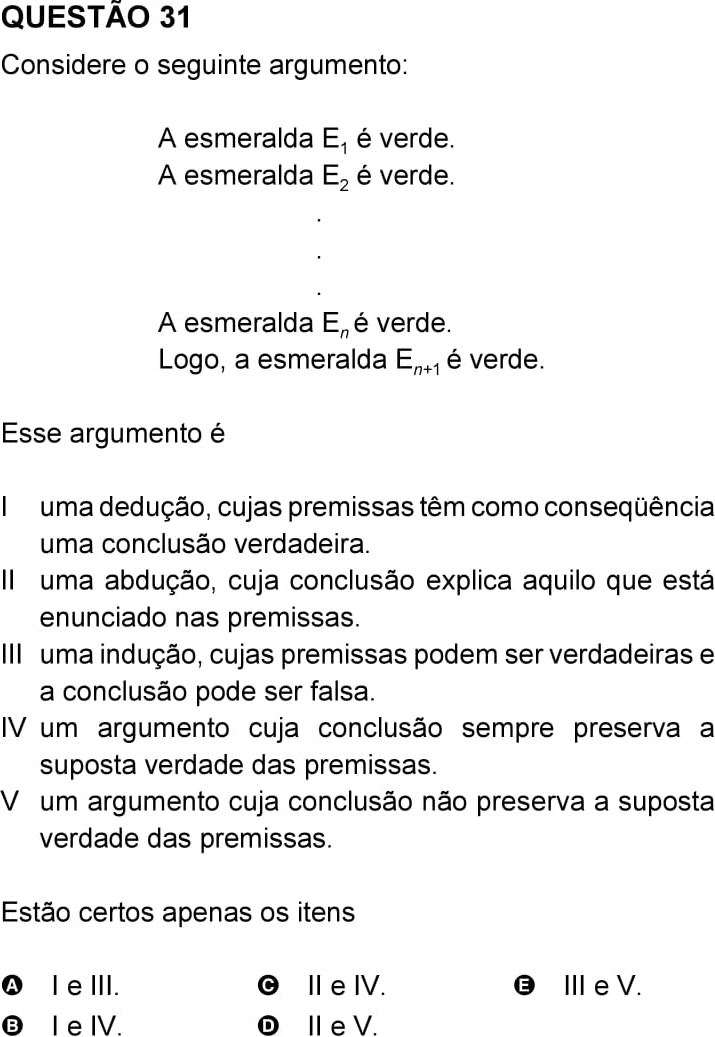 QUESTÃO 31
Considere o seguinte argumento:
A esmeralda E₁ é verde.
A esmeralda E₂ é verde.
.
.
.
A esmeralda Eₙ é verde.
Logo, a esmeralda Eₙ₊₁ é verde.
Esse argumento é
I uma dedução, cujas premissas têm como conseqüência
uma conclusão verdadeira.
II uma abdução, cuja conclusão explica aquilo que está
enunciado nas premissas.
III uma indução, cujas premissas podem ser verdadeiras e
a conclusão pode ser falsa.
IV um argumento cuja conclusão sempre preserva a
suposta verdade das premissas.
V um argumento cuja conclusão não preserva a suposta
verdade das premissas.
Estão certos apenas os itens
A I e III. C II e IV. E III e V.
B I e IV. D II e V.